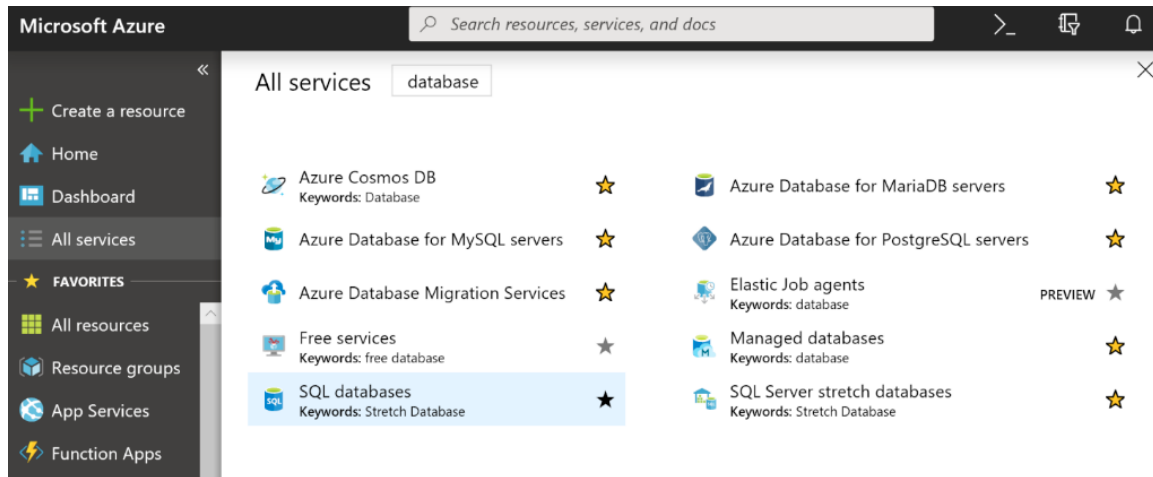 Microsoft Azure
Search resources, services, and docs
>_
«
Create a resource
Home
Dashboard
All services
FAVORITES
All resources
Resource groups
App Services
Function Apps
All services
database
Azure Cosmos DB
Keywords: Database
Azure Database for MariaDB servers
My
Azure Database for MySQL servers
Azure Database for PostgreSQL servers
Azure Database Migration Services
Elastic Job agents
Keywords: database
PREVIEW
Free services
Keywords: free database
M
Managed databases
Keywords: database
SQL
SQL databases
Keywords: Stretch Database
SQL Server stretch databases
Keywords: Stretch Database